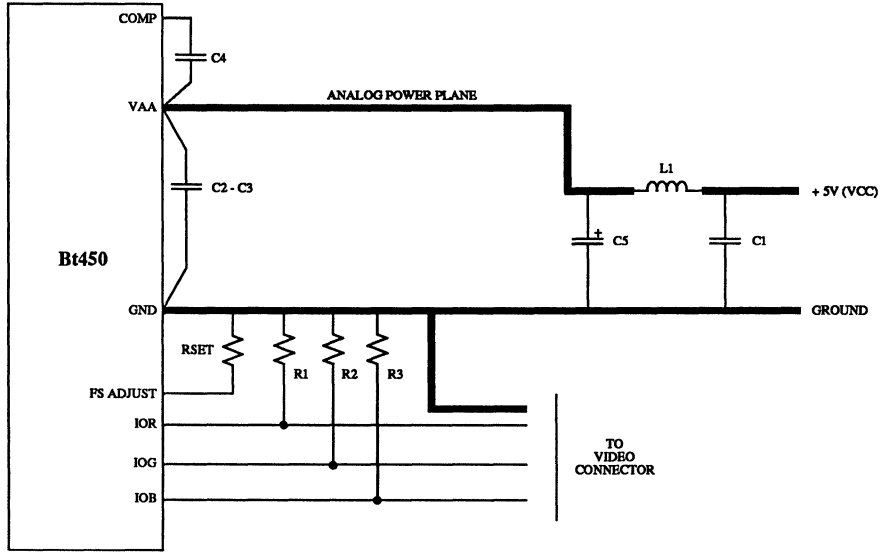 COMP
C4
VAA
ANALOG POWER PLANE
L1
+ 5V (VCC)
C2 - C3
+
C5
C1
Bt450
GND
GROUND
RSET
R1
R2
R3
FS ADJUST
IOR
IOG
IOB
TO
VIDEO
CONNECTOR